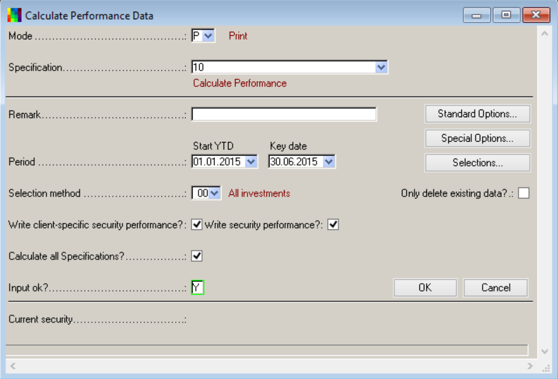 Calculate Performance Data
Mode..............................................: P Print
Specification..................................: 10
Calculate Performance
Remark..........................................: Standard Options...
Special Options...
Start YTD Key date
Period ..........................................: 01.01.2015 30.06.2015 Selections...
Selection method ..........................: 00 All investments Only delete existing data?.:
Write client-specific security performance?: Write security performance?:
Calculate all Specifications?.................:
Input ok?.......................................: Y OK Cancel
Current security..............................: